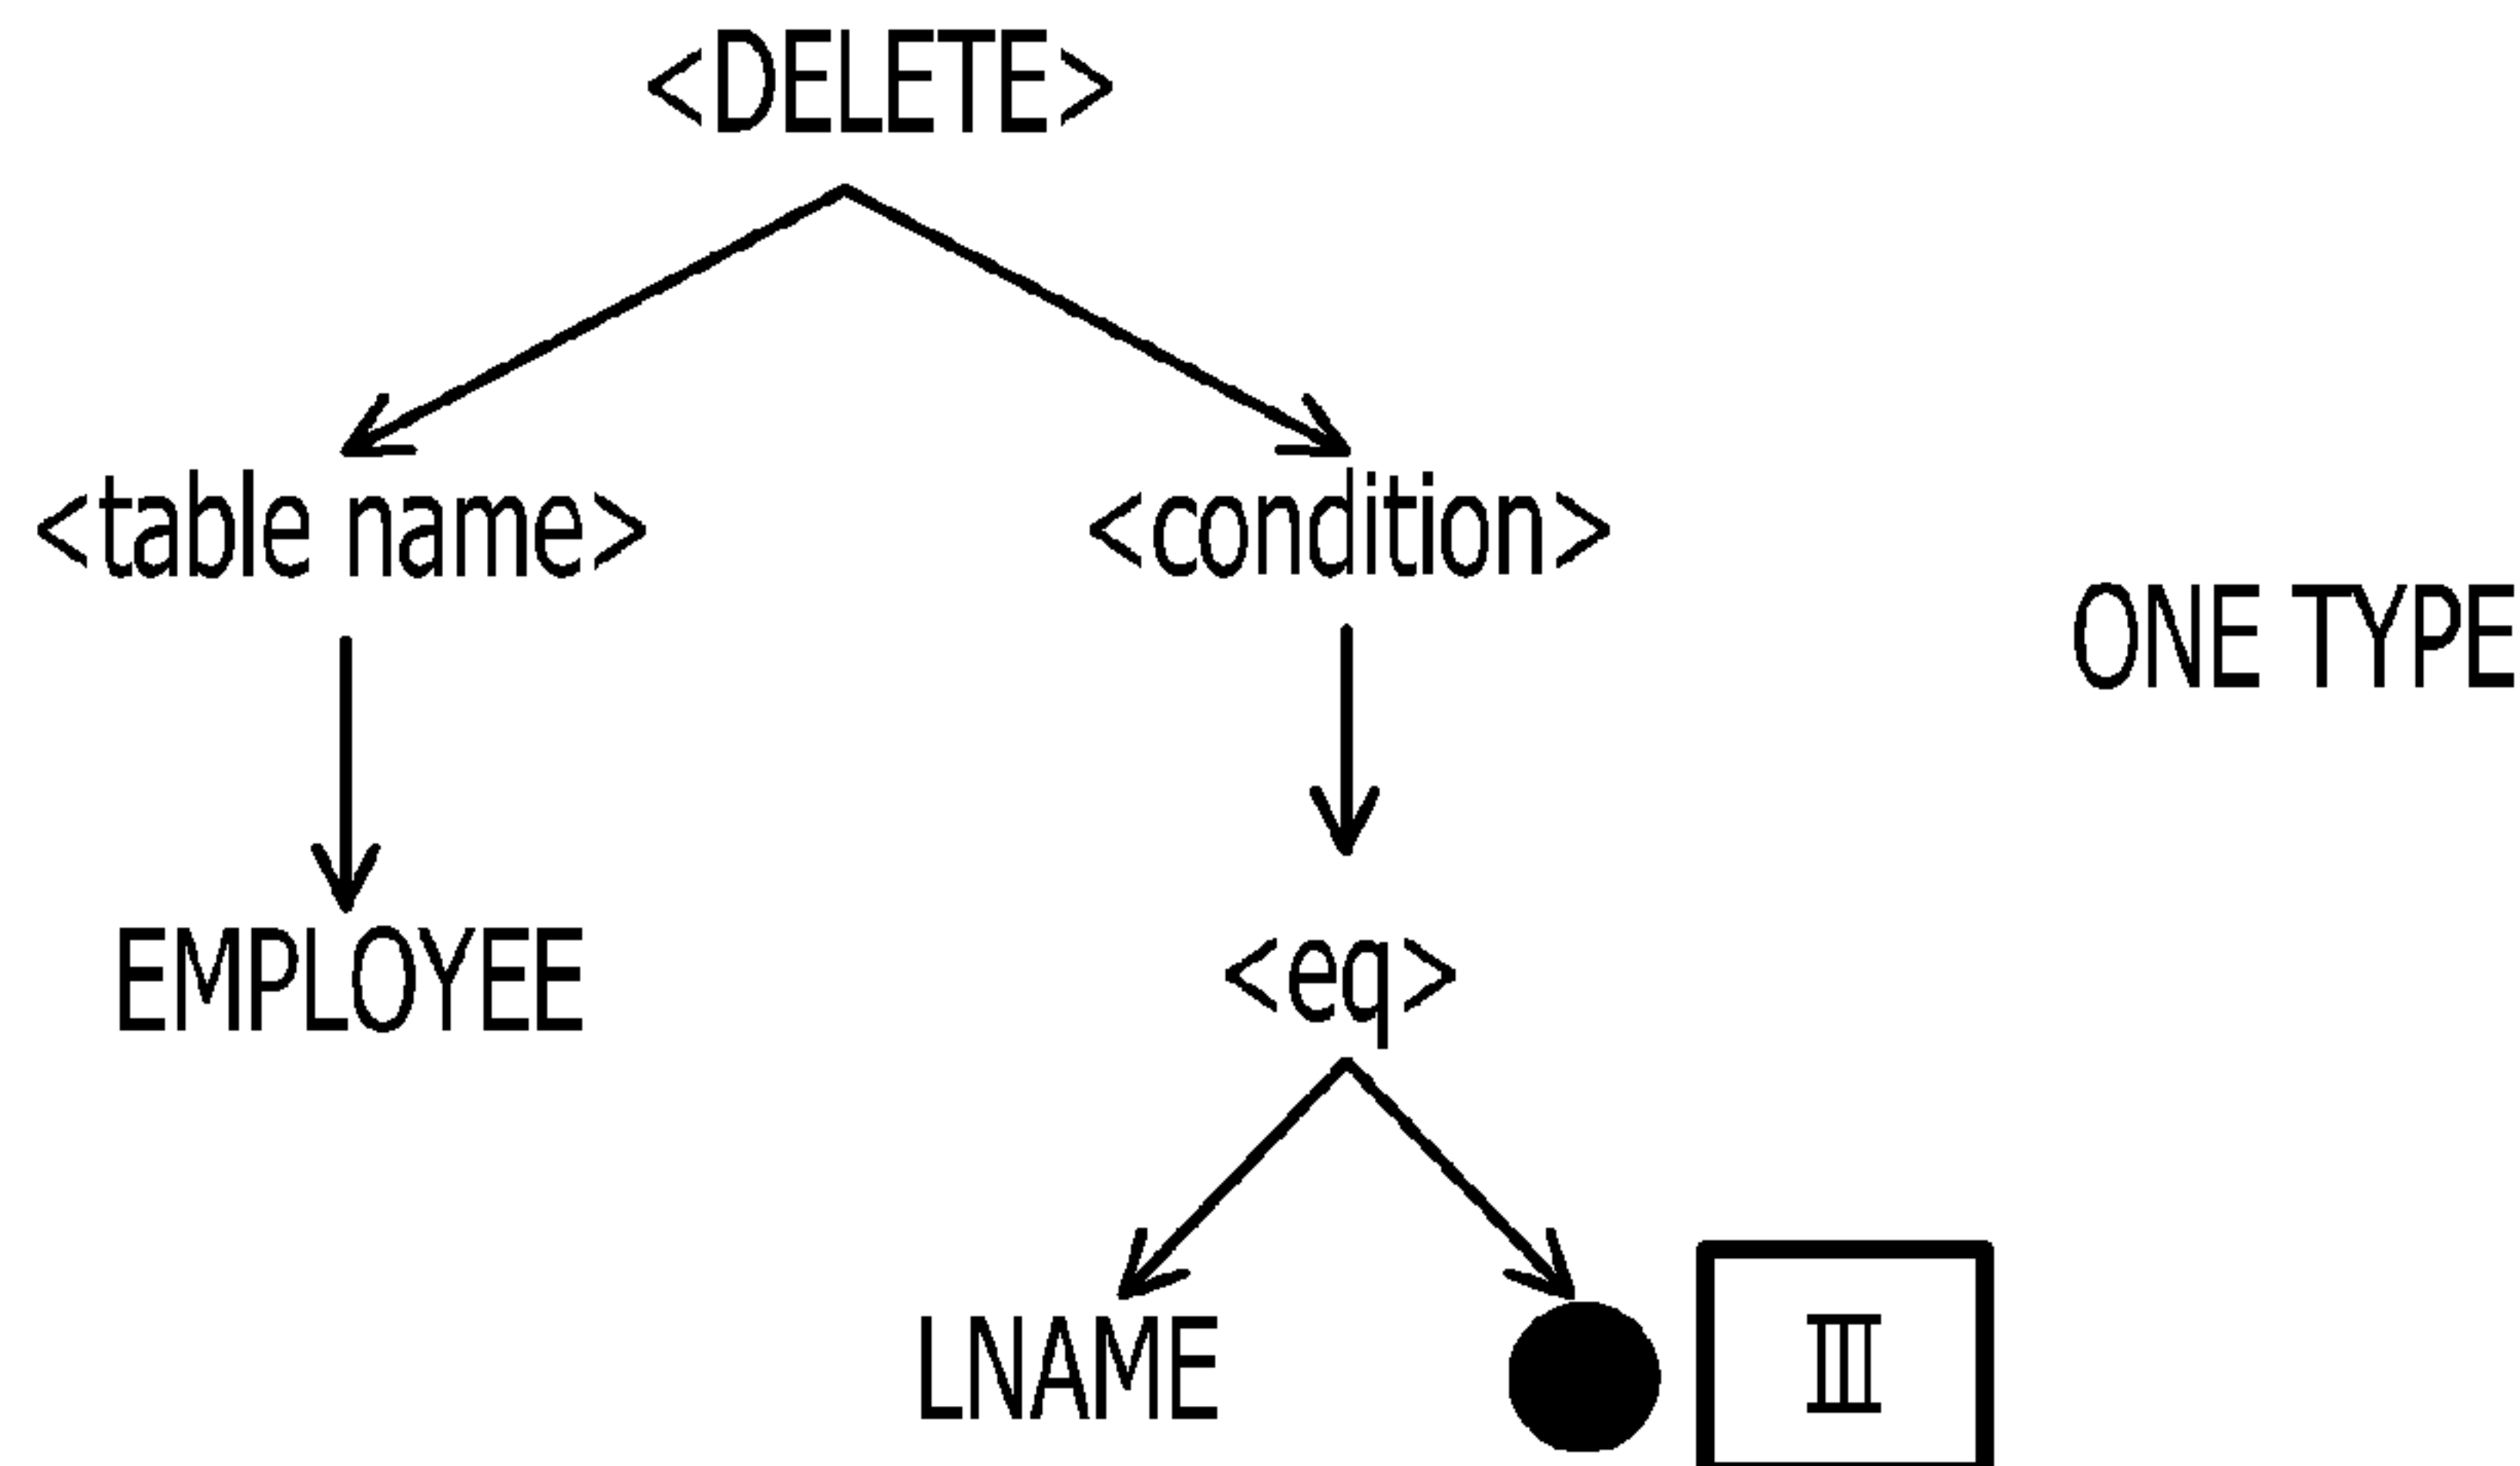 <DELETE>
<table name>
<condition>
ONE TYPE
EMPLOYEE
<eq>
LNAME
III